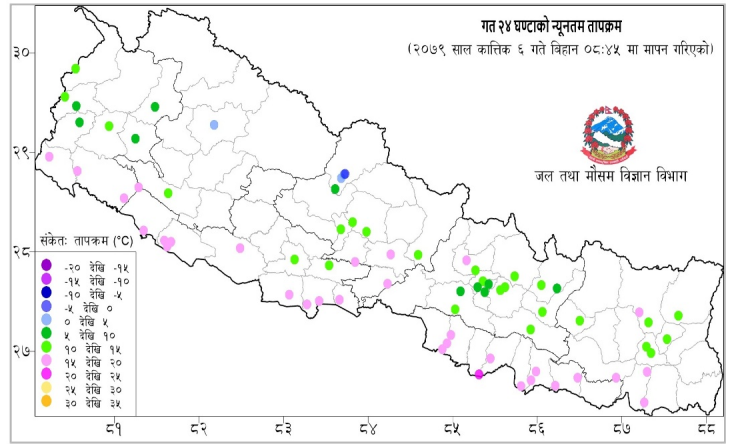 गत २४ घण्टाको न्यूनतम तापक्रम
(२०७९ साल कात्तिक ६ गते बिहान ०८:४५ मा मापन गरिएको)
जल तथा मौसम विज्ञान विभाग
३०
२९
२८
२७
संकेतः तापक्रम (°C)
-२० देखि -१५
-१५ देखि -१०
-१० देखि -५
-५ देखि ०
० देखि ५
५ देखि १०
१० देखि १५
१५ देखि २०
२० देखि २५
२५ देखि ३०
३० देखि ३५
८१
८२
८३
८४
८५
८६
८७
८८